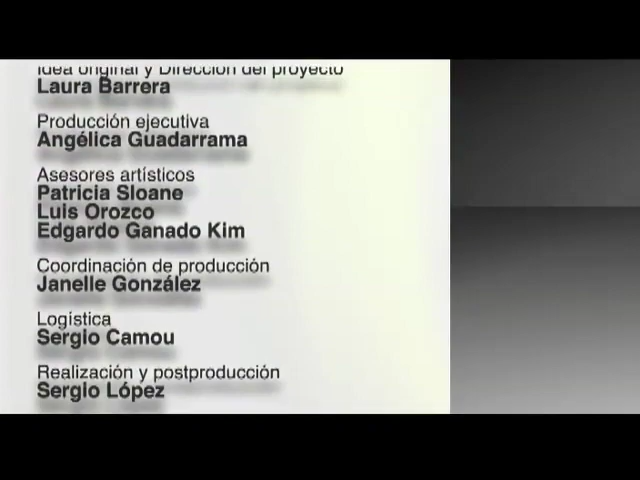 Idea original y Dirección del proyecto
Laura Barrera
Producción ejecutiva
Angélica Guadarrama
Asesores artísticos
Patricia Sloane
Luis Orozco
Edgardo Ganado Kim
Coordinación de producción
Janelle González
Logística
Sergio Camou
Realización y postproducción
Sergio López